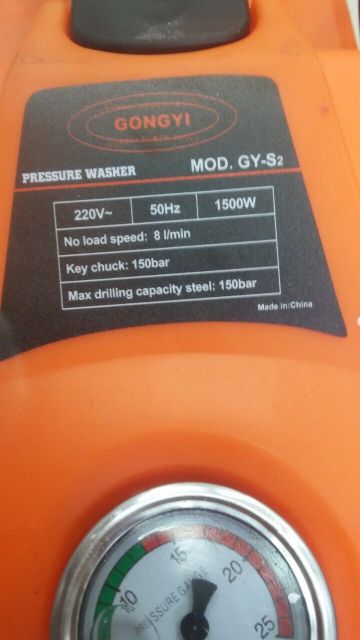 GONGYI
PRESSURE WASHER MOD. GY-S2
220V~ 50Hz 1500W
No load speed: 8 l/min
Key chuck: 150bar
Max drilling capacity steel: 150bar
Made in:China
10 15 20 25
PRESSURE GAUGE